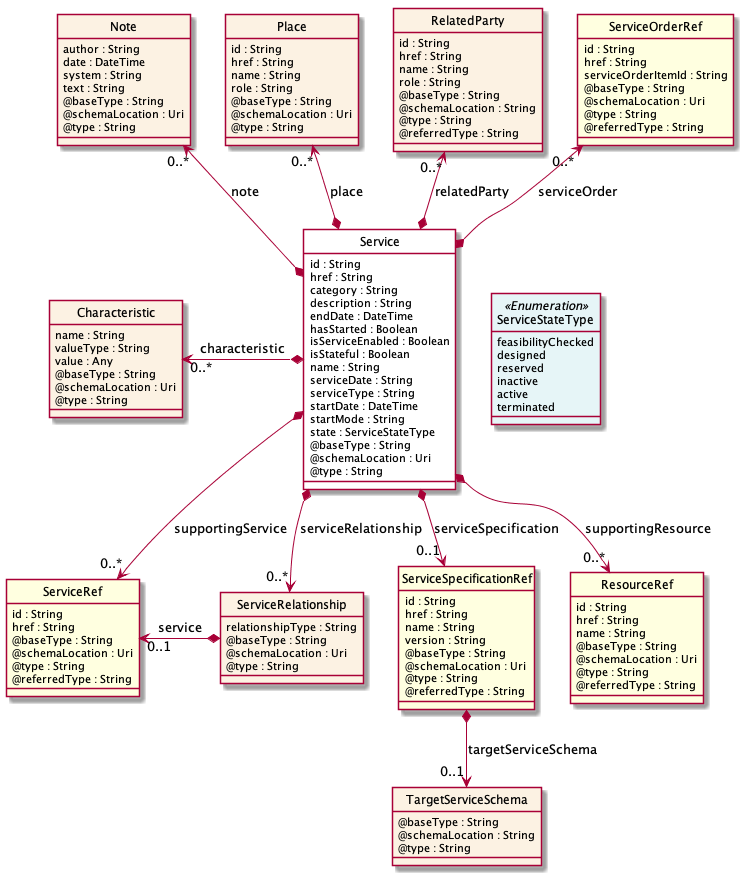 Note
author : String
date : DateTime
system : String
text : String
@baseType : String
@schemaLocation : Uri
@type : String
Place
id : String
href : String
name : String
role : String
@baseType : String
@schemaLocation : Uri
@type : String
RelatedParty
id : String
href : String
name : String
role : String
@baseType : String
@schemaLocation : String
@type : String
@referredType : String
ServiceOrderRef
id : String
href : String
serviceOrderItemId : String
@baseType : String
@schemaLocation : Uri
@type : String
@referredType : String
0..*
0..*
0..*
0..*
note
place
relatedParty
serviceOrder
Service
id : String
href : String
category : String
description : String
endDate : DateTime
hasStarted : Boolean
isServiceEnabled : Boolean
isStateful : Boolean
name : String
serviceDate : String
serviceType : String
startDate : DateTime
startMode : String
state : ServiceStateType
@baseType : String
@schemaLocation : Uri
@type : String
Characteristic
name : String
valueType : String
value : Any
@baseType : String
@schemaLocation : Uri
@type : String
characteristic
0..*
«Enumeration»
ServiceStateType
feasibilityChecked
designed
reserved
inactive
active
terminated
supportingService
serviceRelationship
serviceSpecification
supportingResource
0..*
0..*
0..1
0..*
ServiceRef
id : String
href : String
@baseType : String
@schemaLocation : Uri
@type : String
@referredType : String
service
0..1
ServiceRelationship
relationshipType : String
@baseType : String
@schemaLocation : Uri
@type : String
ServiceSpecificationRef
id : String
href : String
name : String
version : String
@baseType : String
@schemaLocation : Uri
@type : String
@referredType : String
ResourceRef
id : String
href : String
name : String
@baseType : String
@schemaLocation : Uri
@type : String
@referredType : String
targetServiceSchema
0..1
TargetServiceSchema
@baseType : String
@schemaLocation : String
@type : String